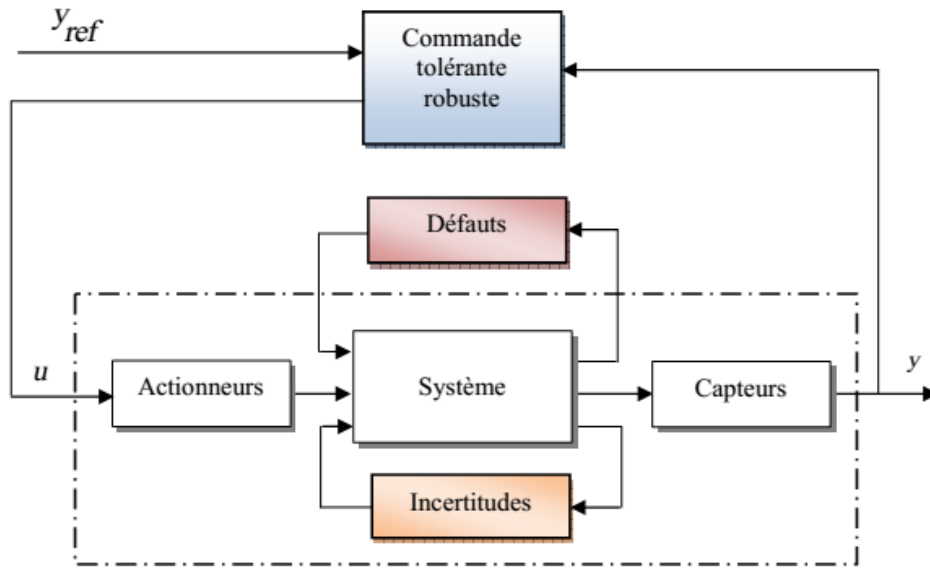 y_ref
Commande
tolérante
robuste
Défauts
u
Actionneurs
Système
Capteurs
y
Incertitudes